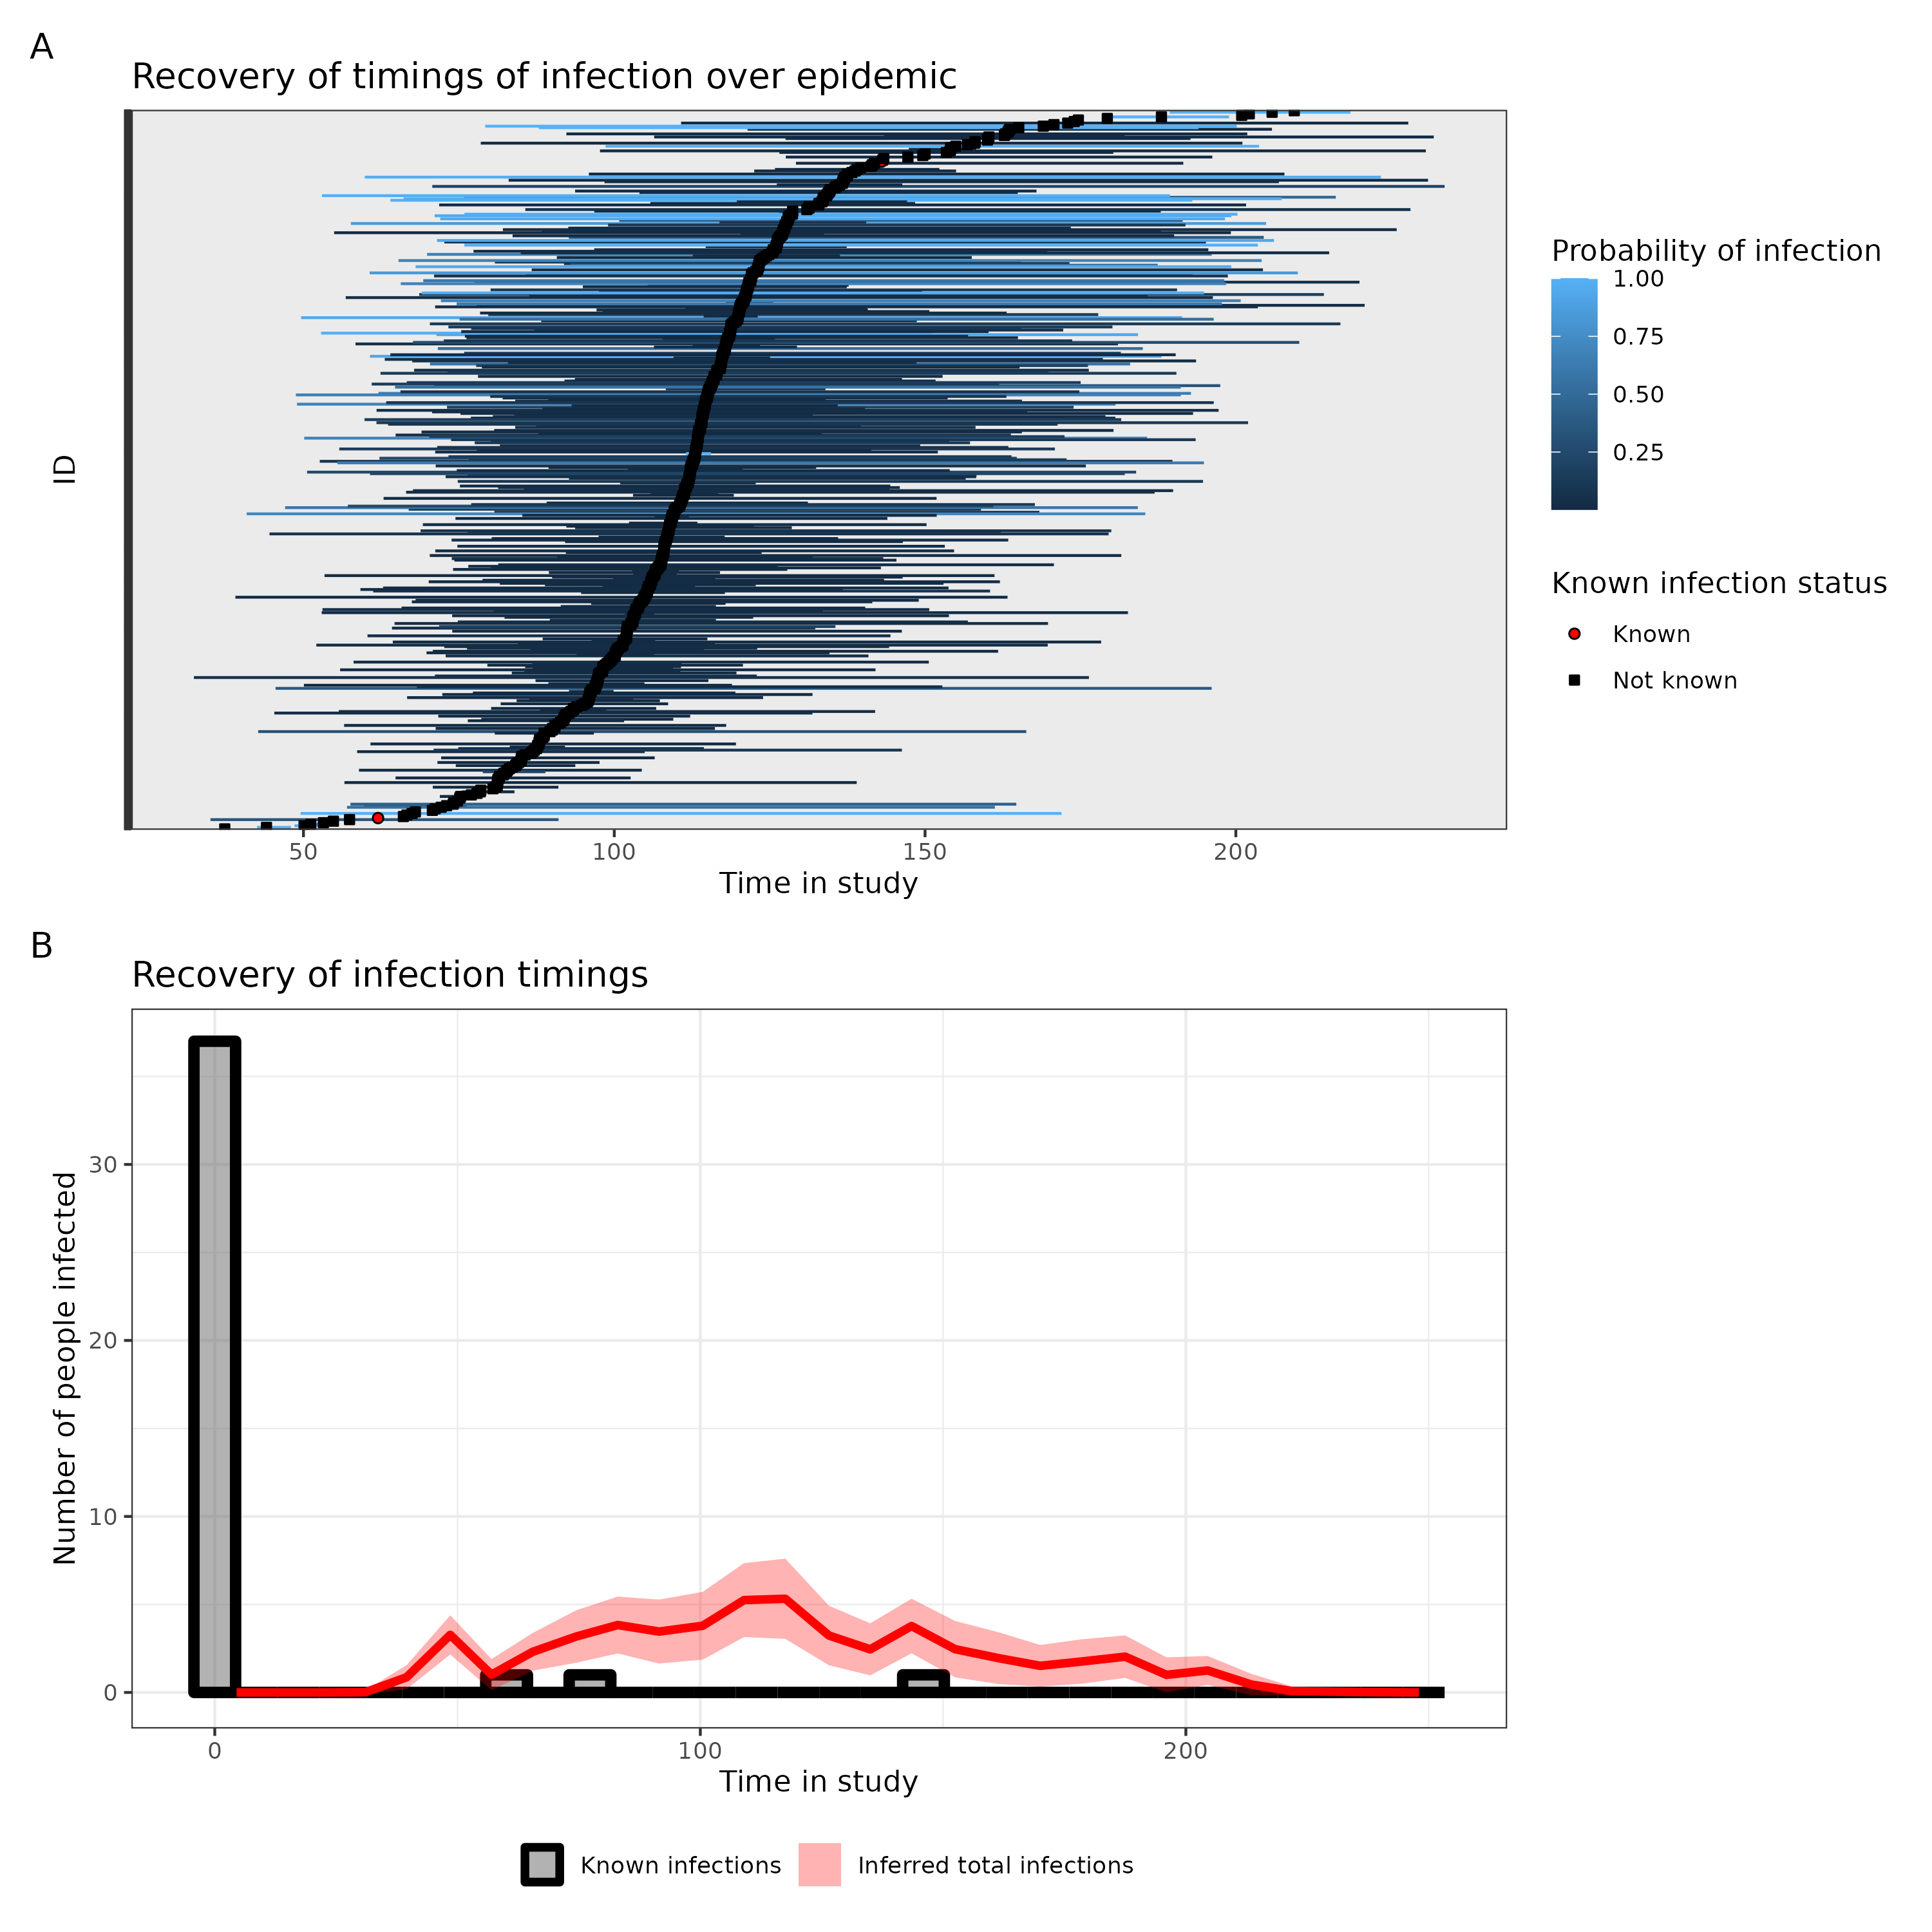 A
Recovery of timings of infection over epidemic
ID
50 100 150 200
Time in study
Probability of infection
1.00
0.75
0.50
0.25
Known infection status
Known
Not known
B
Recovery of infection timings
Number of people infected
30
20
10
0
0 100 200
Time in study
Known infections Inferred total infections